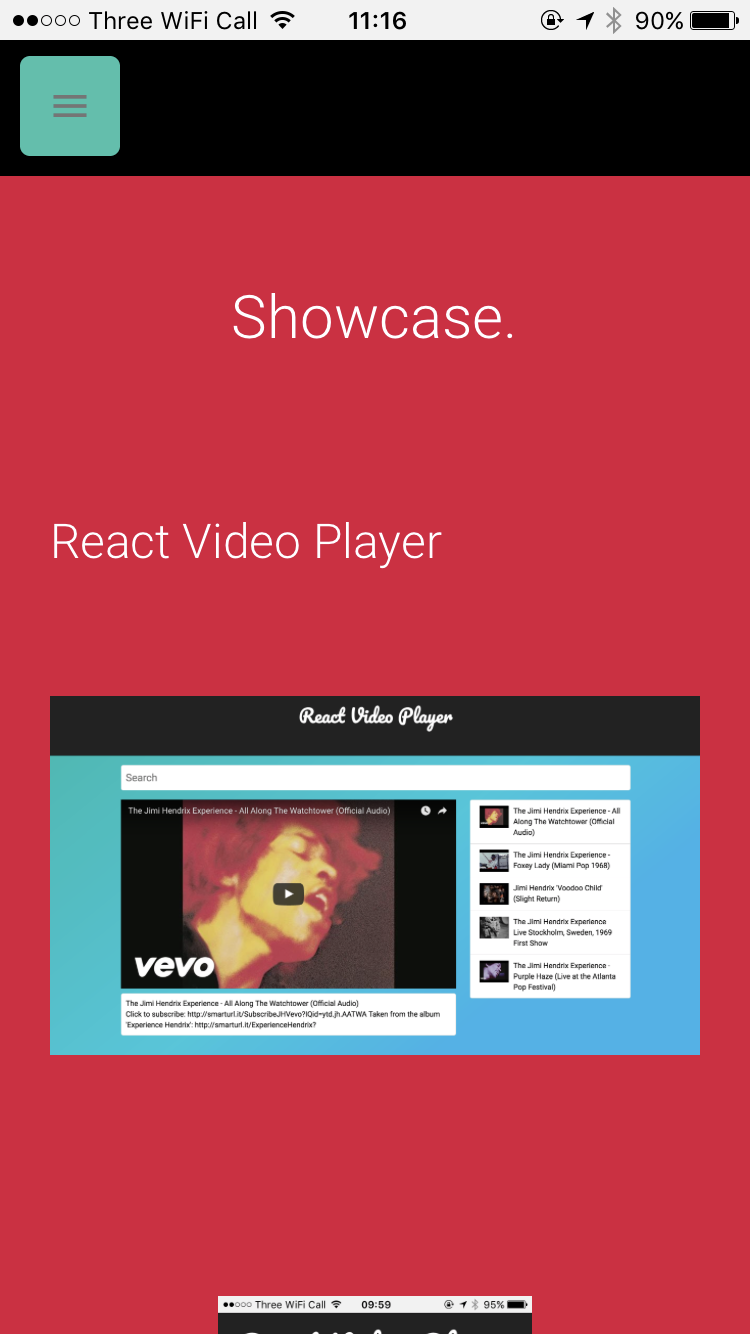 Three WiFi Call 11:16 90%
Showcase.
React Video Player
React Video Player
Search
The Jimi Hendrix Experience - All Along The Watchtower (Official Audio)
vevo
The Jimi Hendrix Experience - All Along The Watchtower (Official Audio)
Click to subscribe: http://smarturl.it/SubscribeJHVevo?IQid=ytd.jh.AATWA Taken from the album
'Experience Hendrix': http://smarturl.it/ExperienceHendrix?
The Jimi Hendrix Experience - All
Along The Watchtower (Official
Audio)
The Jimi Hendrix Experience -
Foxey Lady (Miami Pop 1968)
Jimi Hendrix 'Voodoo Child'
(Slight Return)
The Jimi Hendrix Experience
Live Stockholm, Sweden, 1969
First Show
The Jimi Hendrix Experience -
Purple Haze (Live at the Atlanta
Pop Festival)
Three WiFi Call 09:59 95%